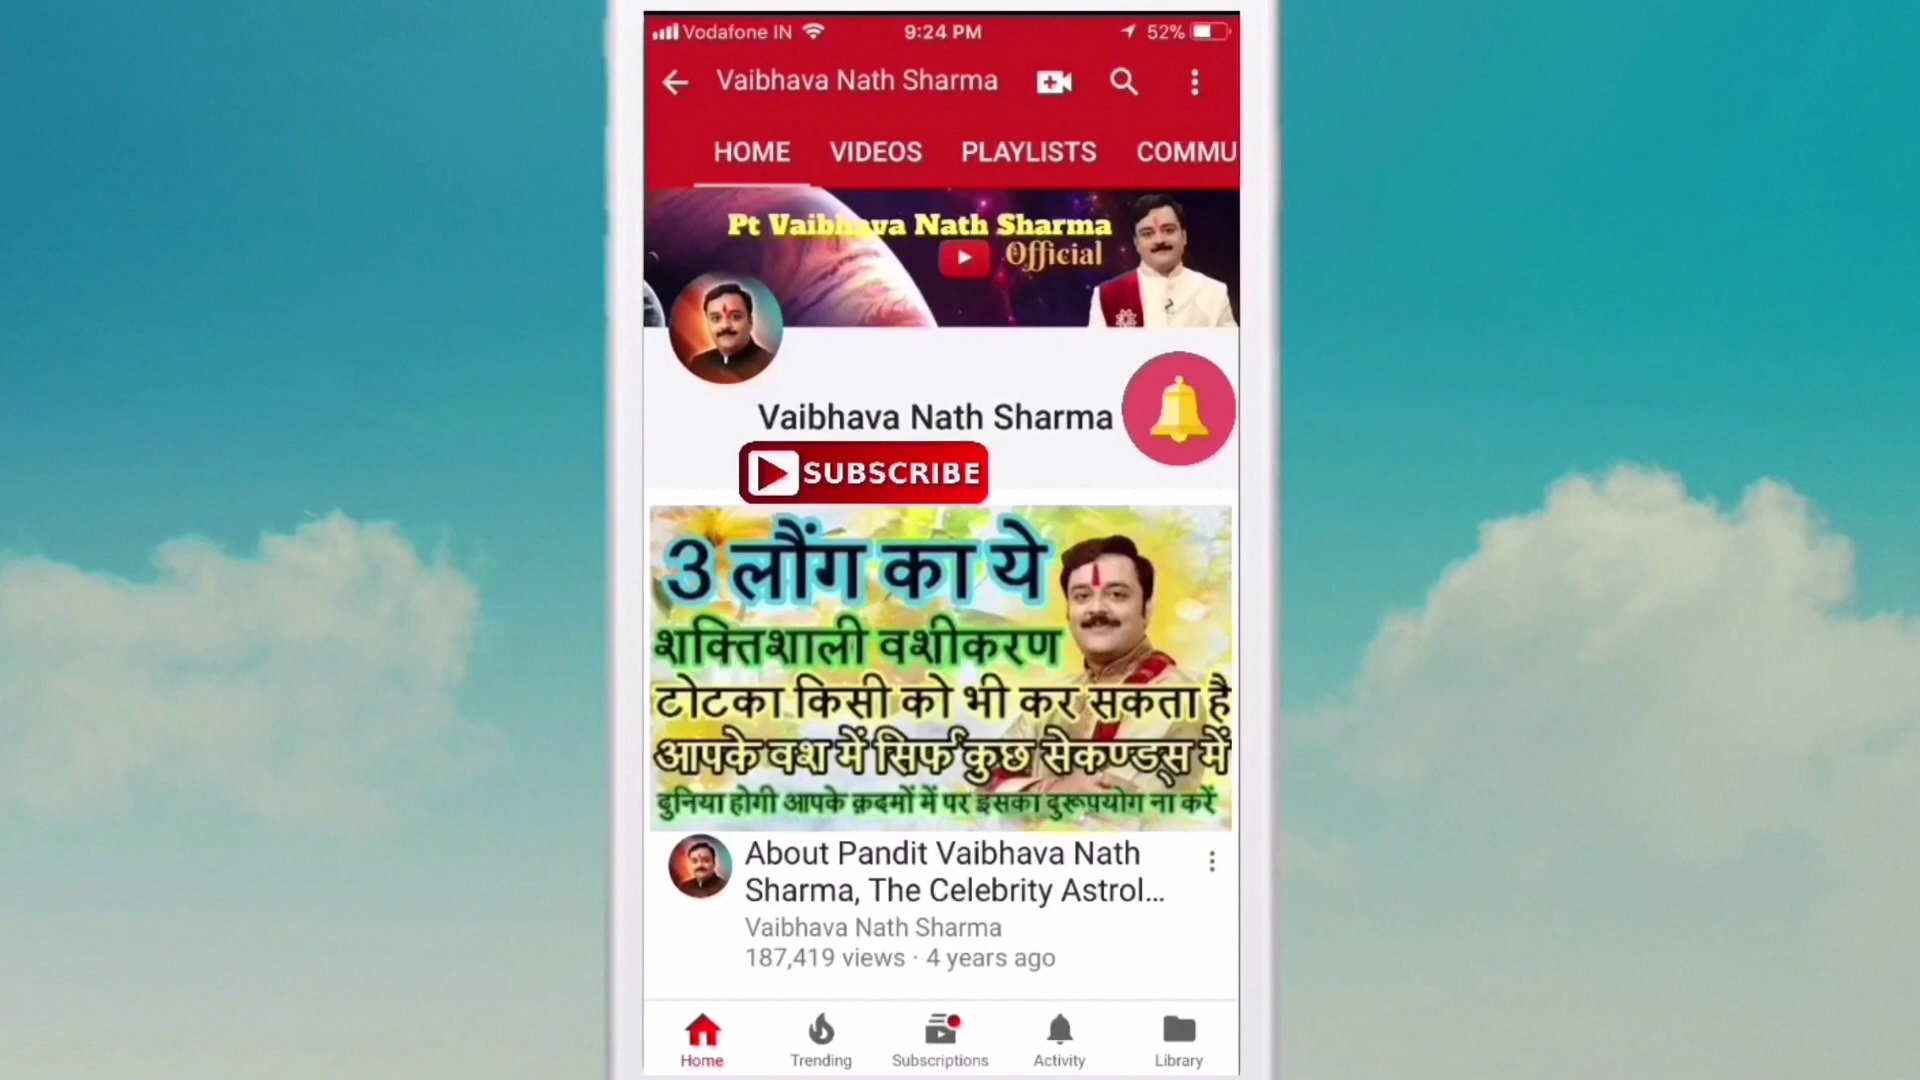 Vodafone IN
9:24 PM
52%
Vaibhava Nath Sharma
HOME VIDEOS PLAYLISTS COMMU
Pt Vaibhava Nath Sharma
Official
Vaibhava Nath Sharma
SUBSCRIBE
3 लौंग का ये
शक्तिशाली वशीकरण
टोटका किसी को भी कर सकता है
आपके वश में सिर्फ कुछ सेकण्ड्स में
दुनिया होगी आपके क़दमों में पर इसका दुरूपयोग ना करें
About Pandit Vaibhava Nath
Sharma, The Celebrity Astrol...
Vaibhava Nath Sharma
187,419 views · 4 years ago
Home Trending Subscriptions Activity Library